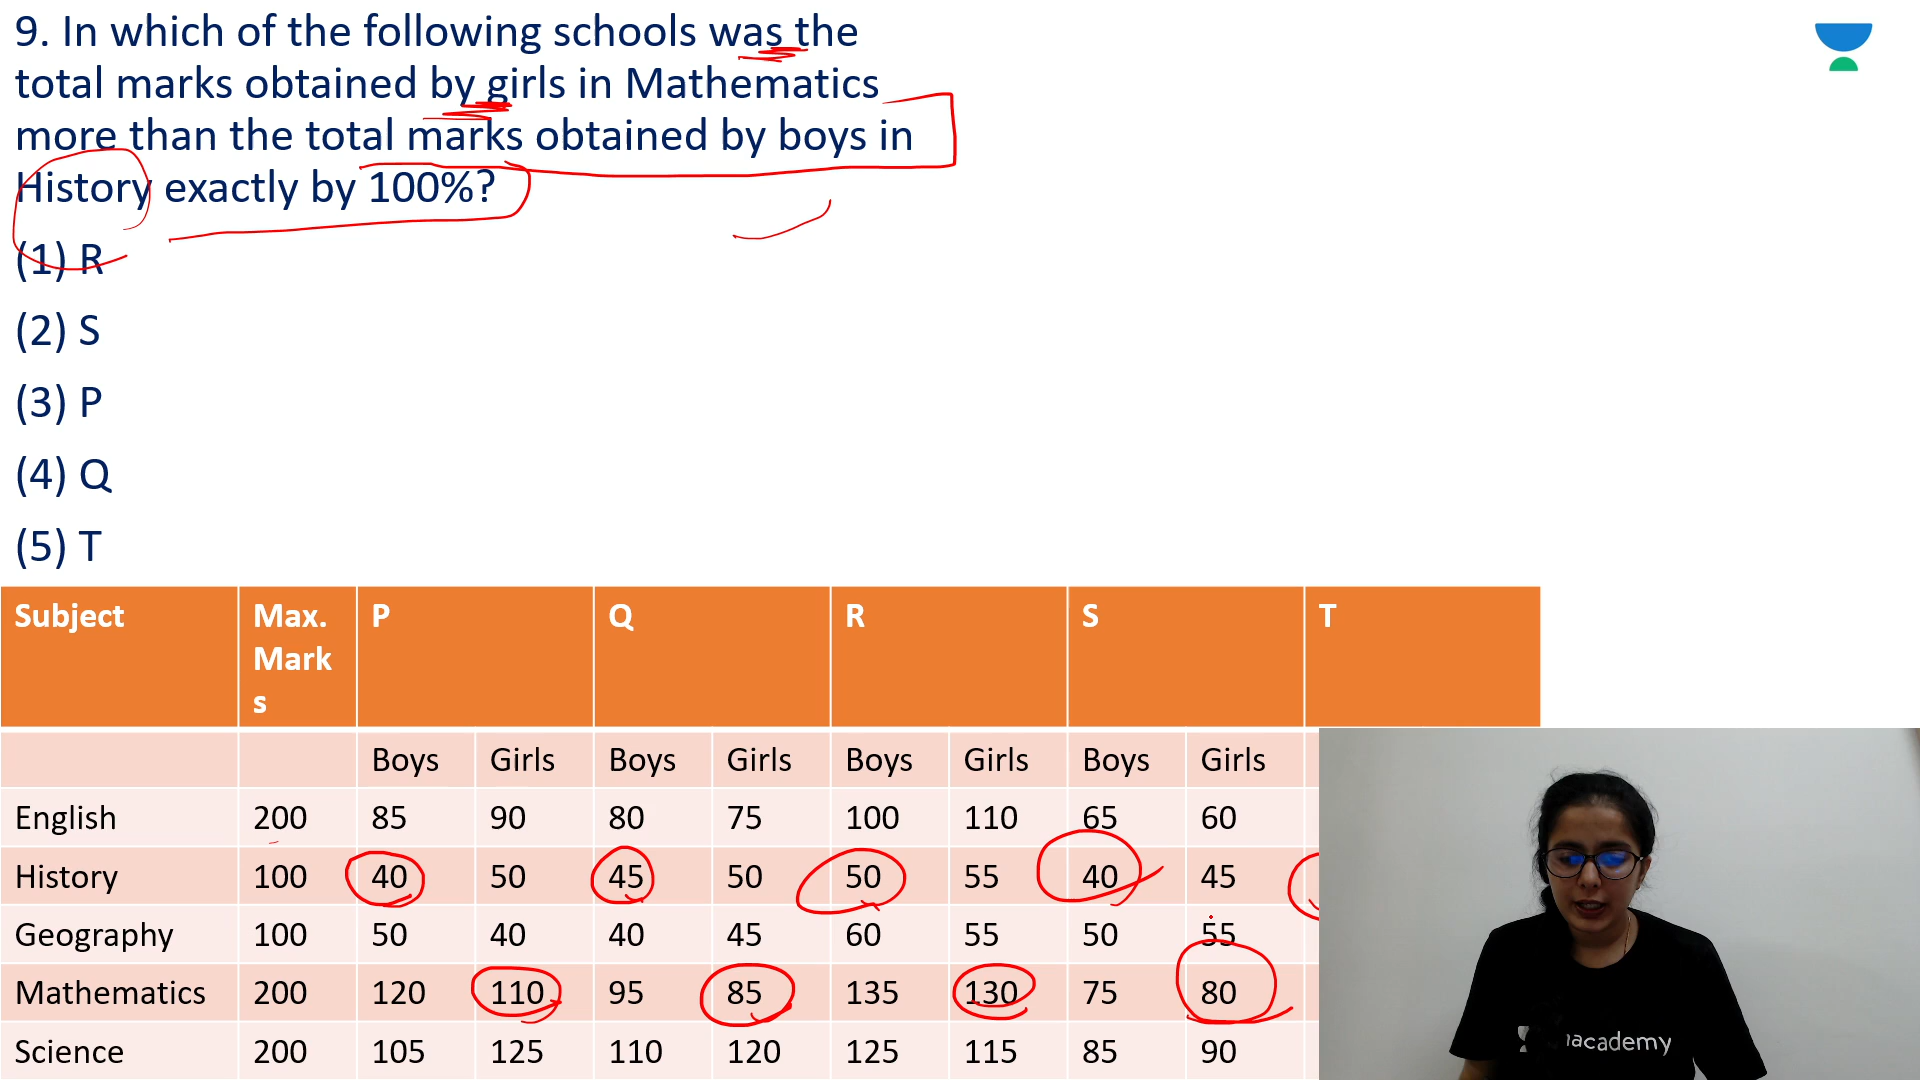 9. In which of the following schools was the
total marks obtained by girls in Mathematics
more than the total marks obtained by boys in
History exactly by 100%?
(1) R
(2) S
(3) P
(4) Q
(5) T
Subject Max. Marks P Q R S T
Boys Girls Boys Girls Boys Girls Boys Girls
English 200 85 90 80 75 100 110 65 60
History 100 40 50 45 50 50 55 40 45
Geography 100 50 40 40 45 60 55 50 55
Mathematics 200 120 110 95 85 135 130 75 80
Science 200 105 125 110 120 125 115 85 90
nacademy